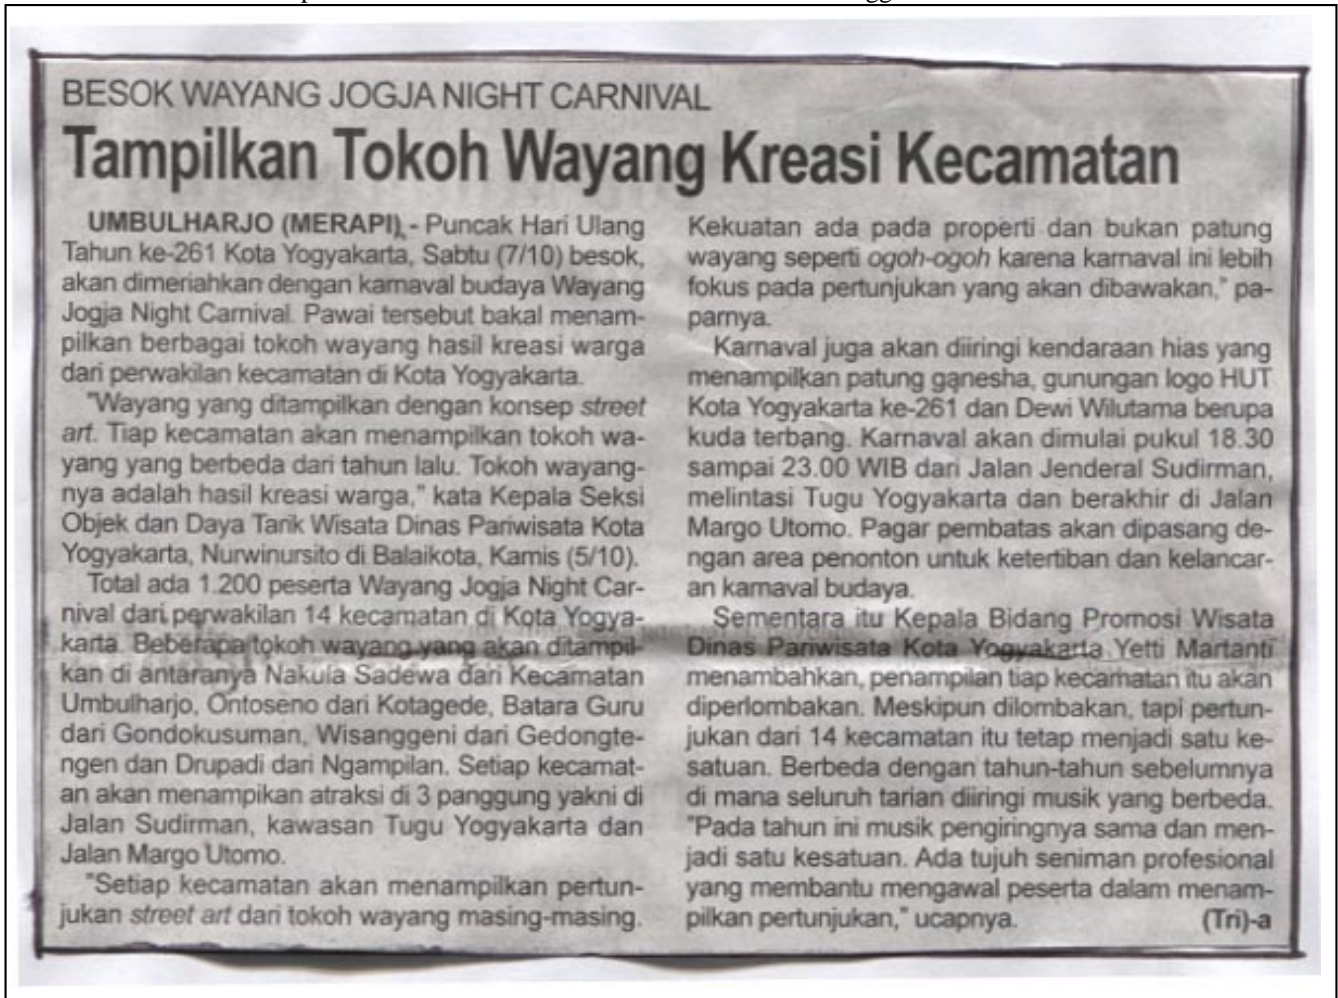 BESOK WAYANG JOGJA NIGHT CARNIVAL
Tampilkan Tokoh Wayang Kreasi Kecamatan
UMBULHARJO (MERAPI) - Puncak Hari Ulang
Tahun ke-261 Kota Yogyakarta, Sabtu (7/10) besok,
akan dimeriahkan dengan karnaval budaya Wayang
Jogja Night Carnival. Pawai tersebut bakal menam-
pilkan berbagai tokoh wayang hasil kreasi warga
dari perwakilan kecamatan di Kota Yogyakarta.
"Wayang yang ditampilkan dengan konsep street
art. Tiap kecamatan akan menampilkan tokoh wa-
yang yang berbeda dari tahun lalu. Tokoh wayang-
nya adalah hasil kreasi warga," kata Kepala Seksi
Objek dan Daya Tarik Wisata Dinas Pariwisata Kota
Yogyakarta, Nurwinursito di Balaikota, Kamis (5/10).
Total ada 1.200 peserta Wayang Jogja Night Car-
nival dari perwakilan 14 kecamatan di Kota Yogya-
karta. Beberapa tokoh wayang yang akan ditampil-
kan di antaranya Nakula Sadewa dari Kecamatan
Umbulharjo, Ontoseno dari Kotagede, Batara Guru
dari Gondokusuman, Wisanggeni dari Gedongte-
ngen dan Drupadi dari Ngampilan. Setiap kecamat-
an akan menampikan atraksi di 3 panggung yakni di
Jalan Sudirman, kawasan Tugu Yogyakarta dan
Jalan Margo Utomo.
"Setiap kecamatan akan menampilkan pertun-
jukan street art dari tokoh wayang masing-masing.
Kekuatan ada pada properti dan bukan patung
wayang seperti ogoh-ogoh karena karnaval ini lebih
fokus pada pertunjukan yang akan dibawakan," pa-
parnya.
Karnaval juga akan diiringi kendaraan hias yang
menampilkan patung ganesha, gunungan logo HUT
Kota Yogyakarta ke-261 dan Dewi Wilutama berupa
kuda terbang. Karnaval akan dimulai pukul 18.30
sampai 23.00 WIB dari Jalan Jenderal Sudirman,
melintasi Tugu Yogyakarta dan berakhir di Jalan
Margo Utomo. Pagar pembatas akan dipasang de-
ngan area penonton untuk ketertiban dan kelancar-
an karnaval budaya.
Sementara itu Kepala Bidang Promosi Wisata
Dinas Pariwisata Kota Yogyakarta Yetti Martanti
menambahkan, penampilan tiap kecamatan itu akan
diperlombakan. Meskipun dilombakan, tapi pertun-
jukan dari 14 kecamatan itu tetap menjadi satu ke-
satuan. Berbeda dengan tahun-tahun sebelumnya
di mana seluruh tarian diiringi musik yang berbeda.
"Pada tahun ini musik pengiringnya sama dan men-
jadi satu kesatuan. Ada tujuh seniman profesional
yang membantu mengawal peserta dalam menam-
pilkan pertunjukan," ucapnya. (Tri)-a